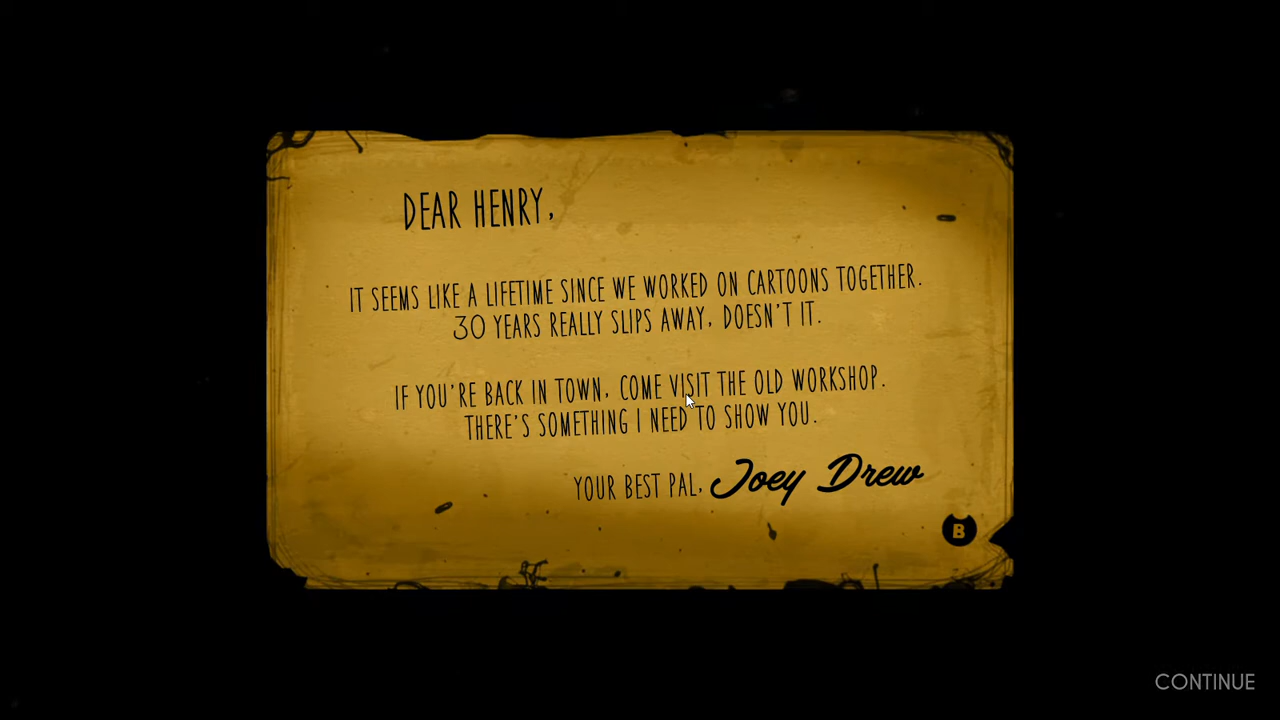 DEAR HENRY,
IT SEEMS LIKE A LIFETIME SINCE WE WORKED ON CARTOONS TOGETHER.
30 YEARS REALLY SLIPS AWAY, DOESN'T IT.
IF YOU'RE BACK IN TOWN, COME VISIT THE OLD WORKSHOP.
THERE'S SOMETHING I NEED TO SHOW YOU.
YOUR BEST PAL, Joey Drew
B
CONTINUE